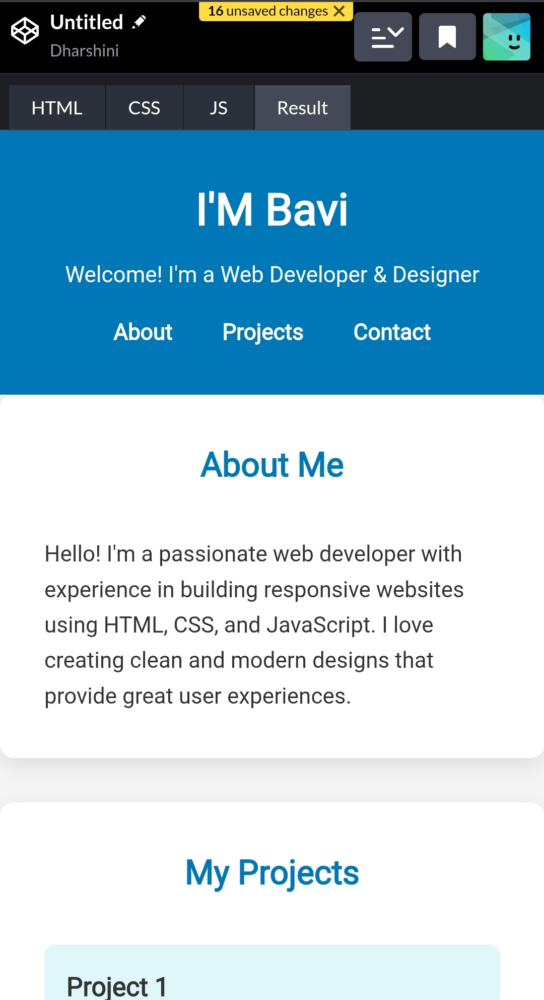 16 unsaved changes
Untitled
Dharshini
HTML CSS JS Result
I'M Bavi
Welcome! I'm a Web Developer & Designer
About Projects Contact
About Me
Hello! I'm a passionate web developer with
experience in building responsive websites
using HTML, CSS, and JavaScript. I love
creating clean and modern designs that
provide great user experiences.
My Projects
Project 1